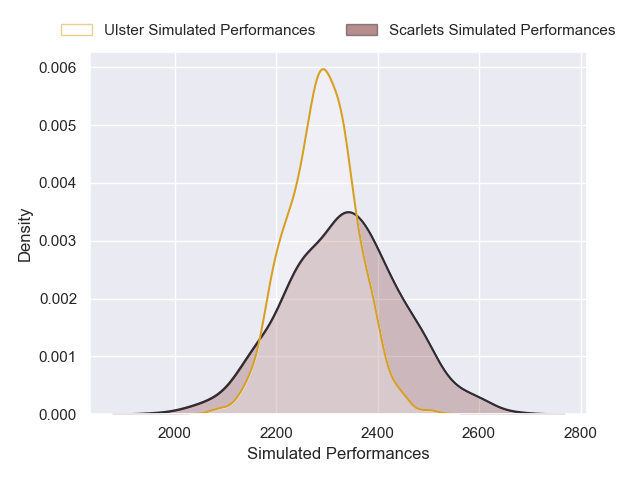 Ulster Simulated Performances Scarlets Simulated Performances
0.006
0.005
0.004
0.003
0.002
0.001
0.000
Density
2000 2200 2400 2600 2800
Simulated Performances